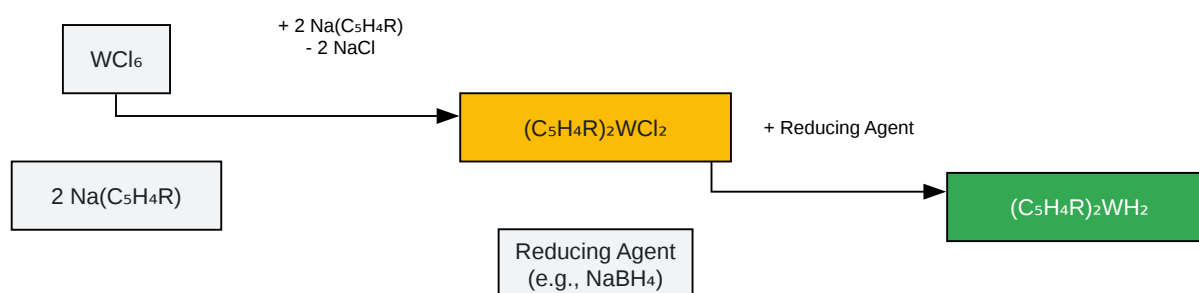 + 2 Na(C₅H₄R)
- 2 NaCl
WCl₆
(C₅H₄R)₂WCl₂
+ Reducing Agent
2 Na(C₅H₄R)
(C₅H₄R)₂WH₂
Reducing Agent
(e.g., NaBH₄)